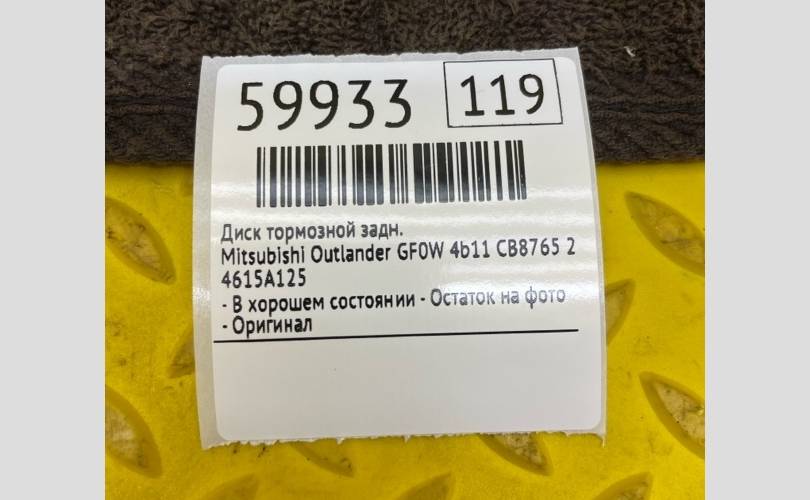 59933 119
Диск тормозной задн.
Mitsubishi Outlander GF0W 4b11 CB8765 2
4615A125
- В хорошем состоянии - Остаток на фото
- Оригинал